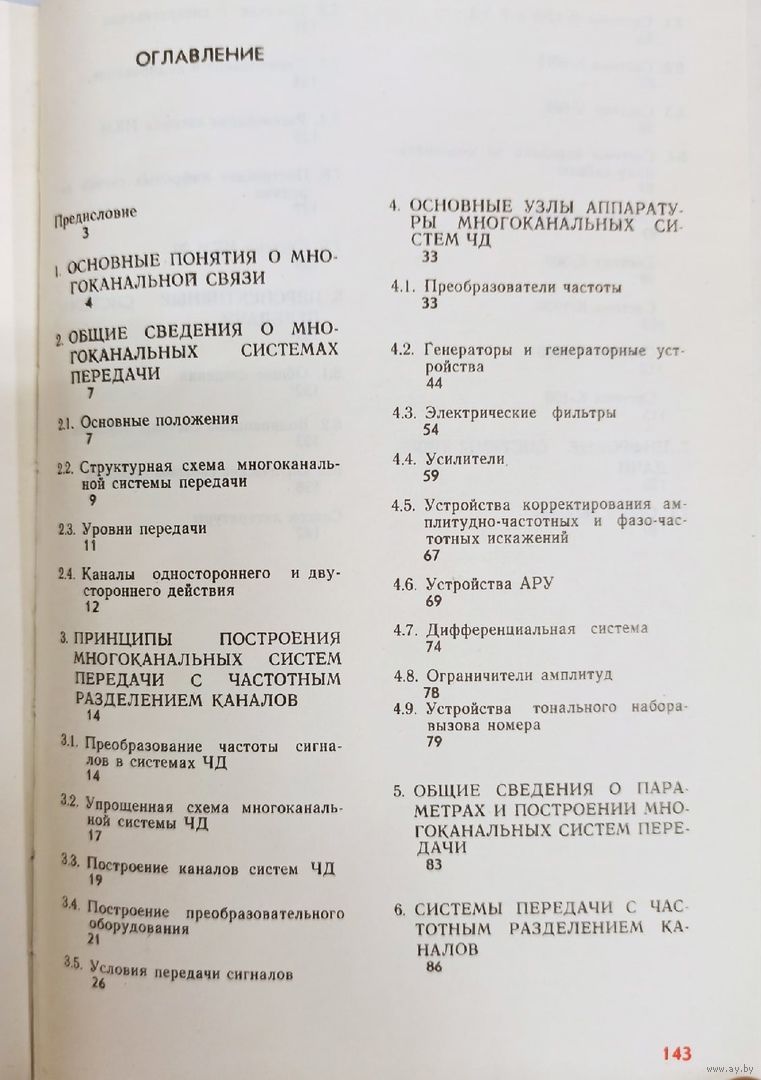 ОГЛАВЛЕНИЕ
Предисловие
3
1. ОСНОВНЫЕ ПОНЯТИЯ О МНО-
ГОКАНАЛЬНОЙ СВЯЗИ
4
2. ОБЩИЕ СВЕДЕНИЯ О МНО-
ГОКАНАЛЬНЫХ СИСТЕМАХ
ПЕРЕДАЧИ
7
2.1. Основные положения
7
2.2. Структурная схема многоканаль-
ной системы передачи
9
2.3. Уровни передачи
11
2.4. Каналы одностороннего и дву-
стороннего действия
12
3. ПРИНЦИПЫ ПОСТРОЕНИЯ
МНОГОКАНАЛЬНЫХ СИСТЕМ
ПЕРЕДАЧИ С ЧАСТОТНЫМ
РАЗДЕЛЕНИЕМ КАНАЛОВ
14
3.1. Преобразование частоты сигна-
лов в системах ЧД
14
3.2. Упрощенная схема многоканаль-
ной системы ЧД
17
3.3. Построение каналов систем ЧД
19
3.4. Построение преобразовательного
оборудования
21
3.5. Условия передачи сигналов
26
4. ОСНОВНЫЕ УЗЛЫ АППАРАТУ-
РЫ МНОГОКАНАЛЬНЫХ СИ-
СТЕМ ЧД
33
4.1. Преобразователи частоты
33
4.2. Генераторы и генераторные уст-
ройства
44
4.3. Электрические фильтры
54
4.4. Усилители
59
4.5. Устройства корректирования ам-
плитудно-частотных и фазо-час-
тотных искажений
67
4.6. Устройства АРУ
69
4.7. Дифференциальная система
74
4.8. Ограничители амплитуд
78
4.9. Устройства тонального набора-
вызова номера
79
5. ОБЩИЕ СВЕДЕНИЯ О ПАРА-
МЕТРАХ И ПОСТРОЕНИИ МНО-
ГОКАНАЛЬНЫХ СИСТЕМ ПЕРЕ-
ДАЧИ
83
6. СИСТЕМЫ ПЕРЕДАЧИ С ЧАС-
ТОТНЫМ РАЗДЕЛЕНИЕМ КА-
НАЛОВ
86
143
www.ay.by